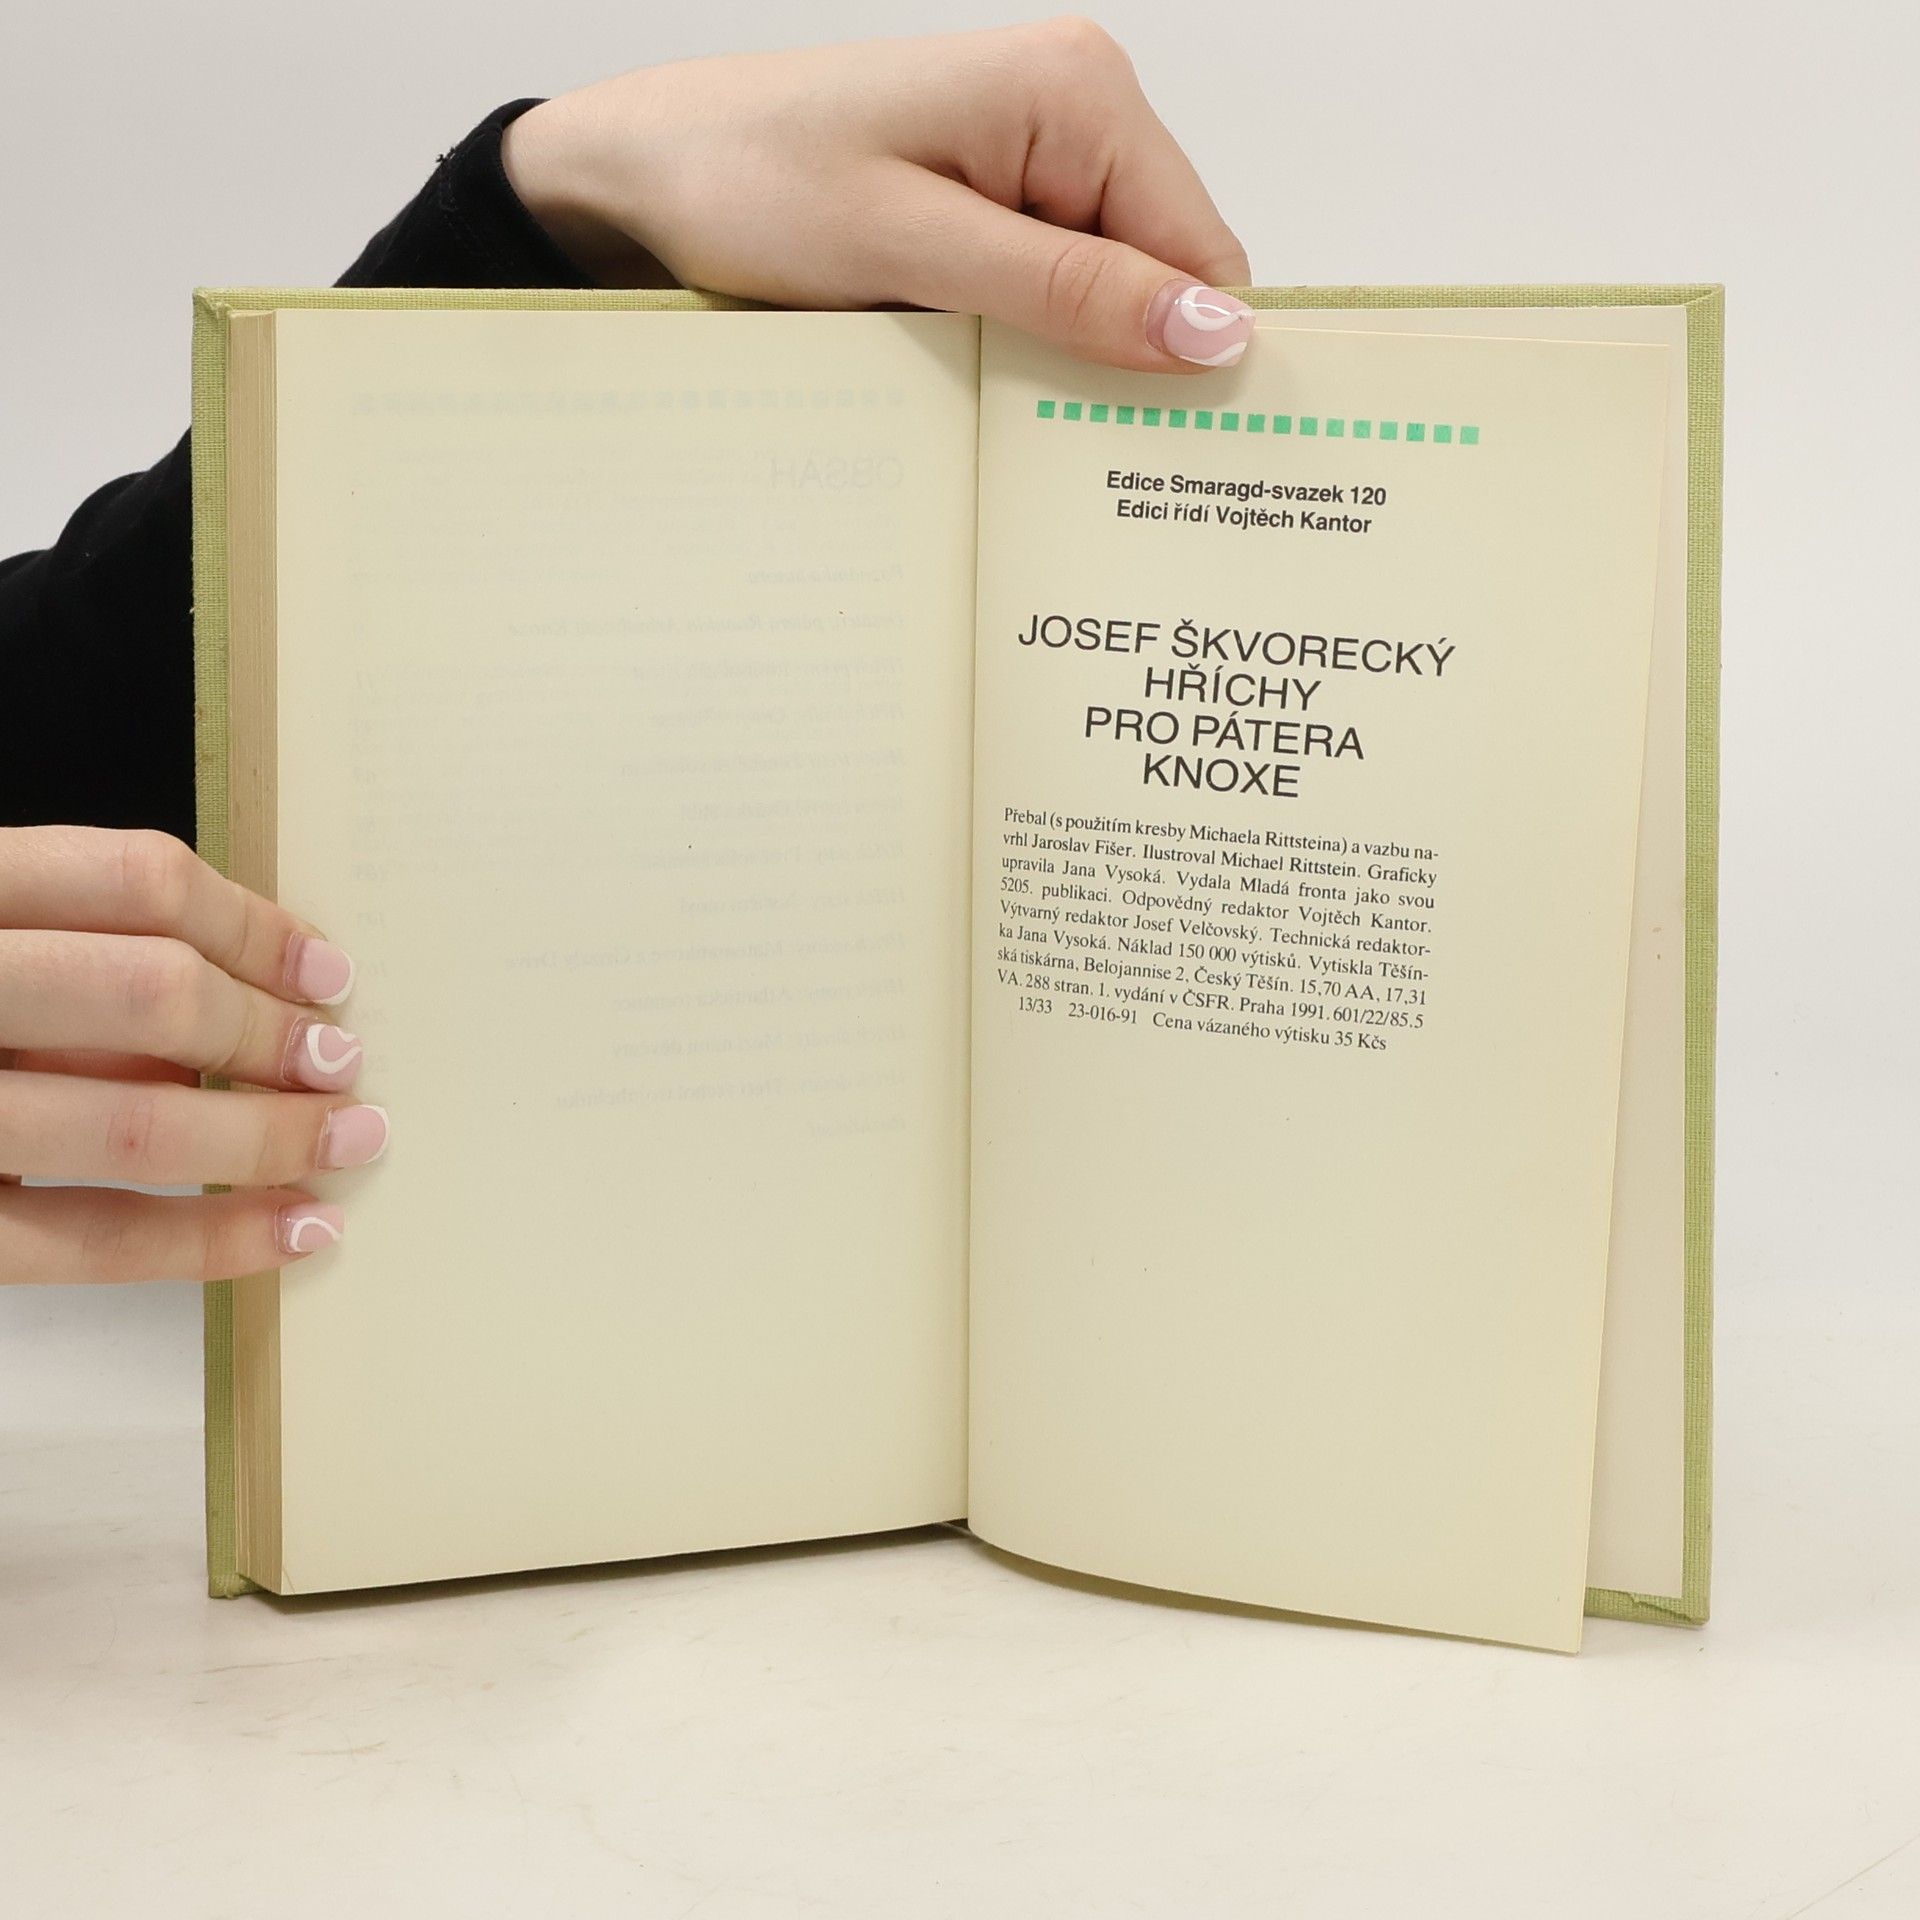 Edice Smaragd-svazek 120
Edici řídí Vojtěch Kantor
JOSEF ŠKVORECKÝ
HŘÍCHY
PRO PÁTERA
KNOXE
Přebal (s použitím kresby Michaela Rittsteina) a vazbu na-
vrhl Jaroslav Fišer. Ilustroval Michael Rittstein. Graficky
upravila Jana Vysoká. Vydala Mladá fronta jako svou
5205. publikaci. Odpovědný redaktor Vojtěch Kantor.
Výtvarný redaktor Josef Velčovský. Technická redaktor-
ka Jana Vysoká. Náklad 150 000 výtisků. Vytiskla Těšín-
ská tiskárna, Belojannise 2, Český Těšín. 15,70 AA, 17,31
VA. 288 stran. 1. vydání v ČSFR. Praha 1991. 601/22/85.5
13/33 23-016-91 Cena vázaného výtisku 35 Kčs